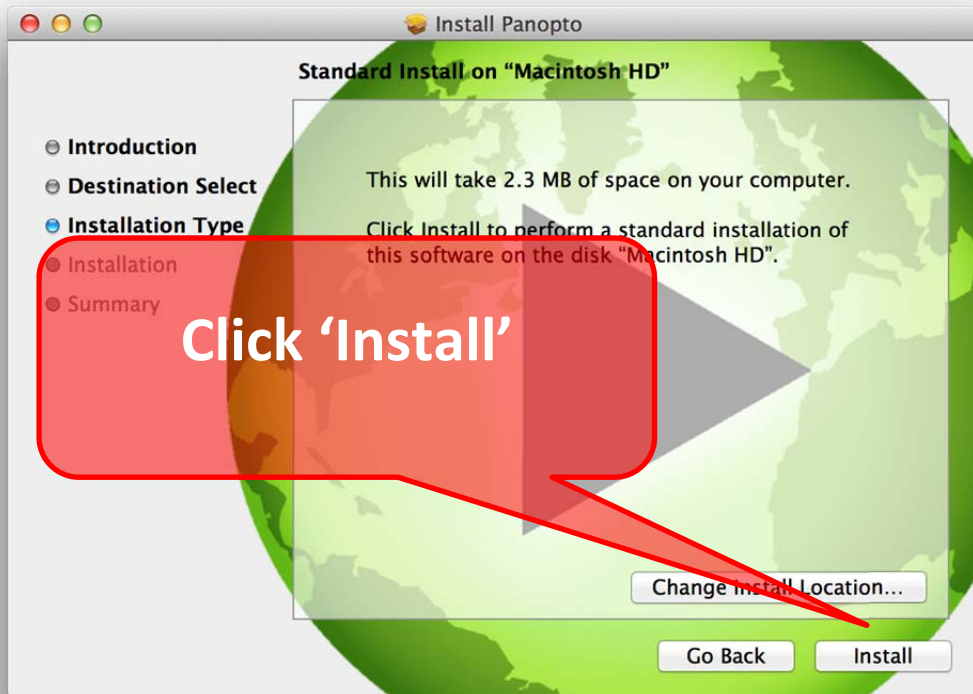 Install Panopto
Standard Install on “Macintosh HD”
Introduction
Destination Select
Installation Type
Installation
Summary
This will take 2.3 MB of space on your computer.
Click Install to perform a standard installation of
this software on the disk “Macintosh HD”.
Click ‘Install’
Change Install Location...
Go Back
Install